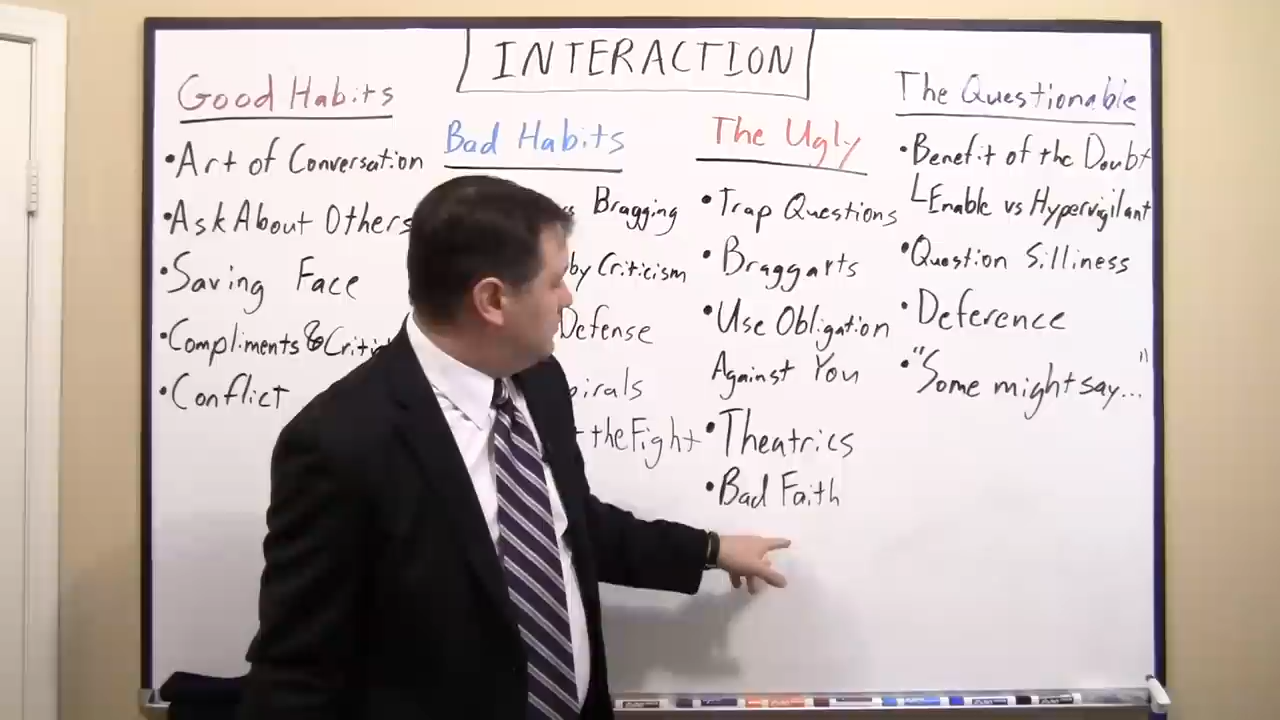 INTERACTION
Good Habits
• Art of Conversation
• Ask About Others
• Saving Face
• Compliments &
• Conflict
Bad Habits
Bragging
by Criticism
Defense
the Fight
The Ugly
• Trap Questions
• Braggarts
• Use Obligation
Against You
• Theatrics
• Bad Faith
The Questionable
• Benefit of the Doubt
Enable vs Hypervigilant
• Question Silliness
• Deference
• "Some might say..."